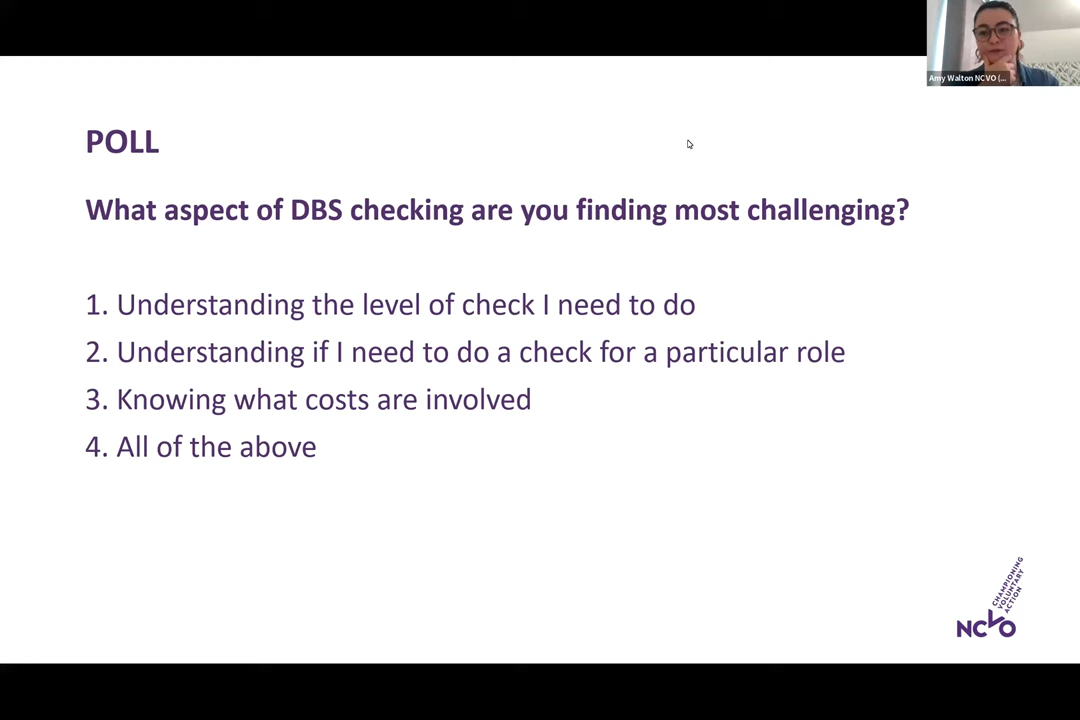 Amy Walton NCVO (...
POLL
What aspect of DBS checking are you finding most challenging?
1. Understanding the level of check I need to do
2. Understanding if I need to do a check for a particular role
3. Knowing what costs are involved
4. All of the above
CHAMPIONING
VOLUNTARY
ACTION
NCVO